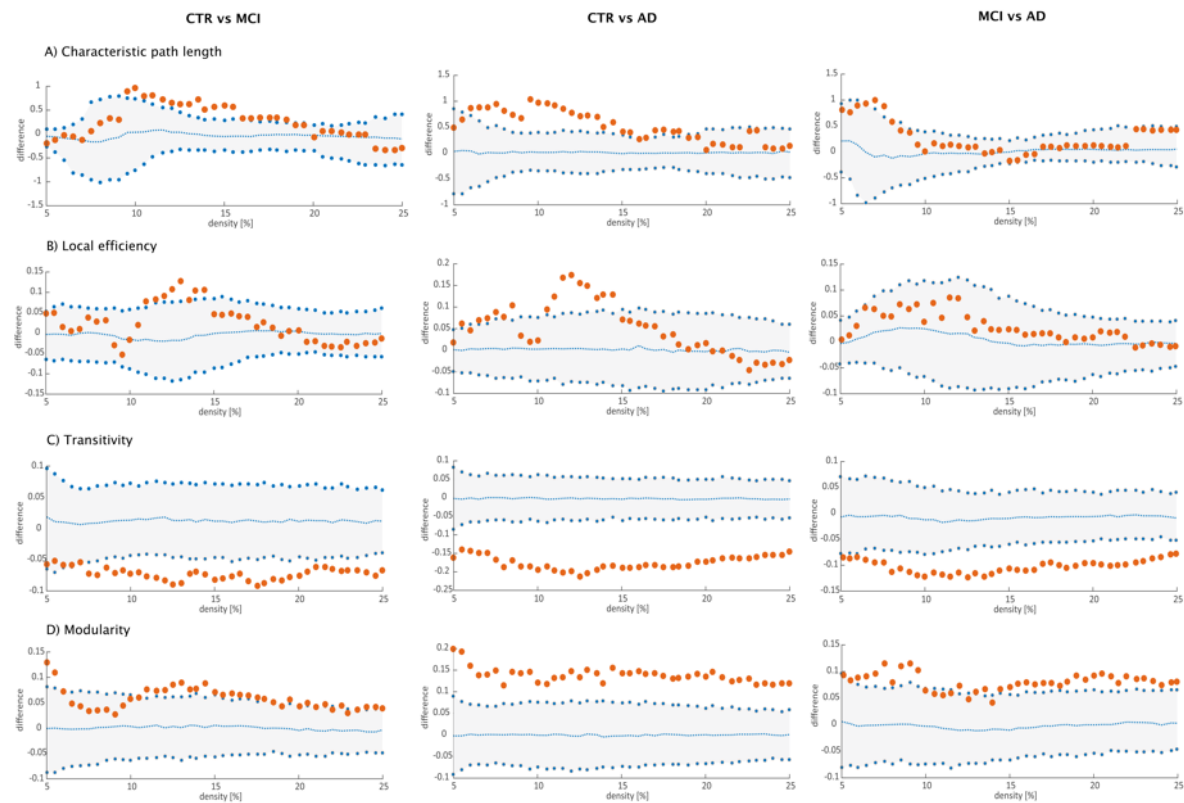 CTR vs MCI CTR vs AD MCI vs AD
A) Characteristic path length
difference 1 0.5 0 -0.5 -1 -1.5
5 10 15 20 25
density [%]
difference 1.5 1 0.5 0 -0.5 -1
5 10 15 20 25
density [%]
difference 1.5 1 0.5 0 -0.5 -1
5 10 15 20 25
density [%]
B) Local efficiency
difference 0.15 0.1 0.05 0 -0.05 -0.1 -0.15
5 10 15 20 25
density [%]
difference 0.2 0.15 0.1 0.05 0 -0.05 -0.1
5 10 15 20 25
density [%]
difference 0.15 0.1 0.05 0 -0.05 -0.1
5 10 15 20 25
density [%]
C) Transitivity
difference 0.1 0.05 0 -0.05 -0.1
5 10 15 20 25
density [%]
difference 0.1 0.05 0 -0.05 -0.1 -0.15 -0.2 -0.25
5 10 15 20 25
density [%]
difference 0.1 0.05 0 -0.05 -0.1 -0.15
5 10 15 20 25
density [%]
D) Modularity
difference 0.15 0.1 0.05 0 -0.05 -0.1
5 10 15 20 25
density [%]
difference 0.2 0.15 0.1 0.05 0 -0.05 -0.1
5 10 15 20 25
density [%]
difference 0.15 0.1 0.05 0 -0.05 -0.1
5 10 15 20 25
density [%]